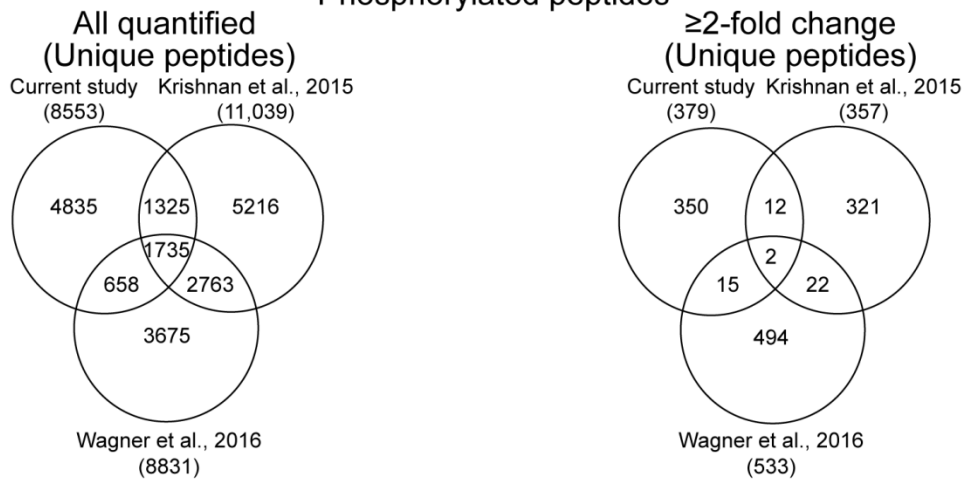 Phosphorylated peptides
All quantified
(Unique peptides)
Current study Krishnan et al., 2015
(8553) (11,039)
4835 1325 5216
1735
658 2763
3675
Wagner et al., 2016
(8831)
≥2-fold change
(Unique peptides)
Current study Krishnan et al., 2015
(379) (357)
350 12 321
2
15 22
494
Wagner et al., 2016
(533)